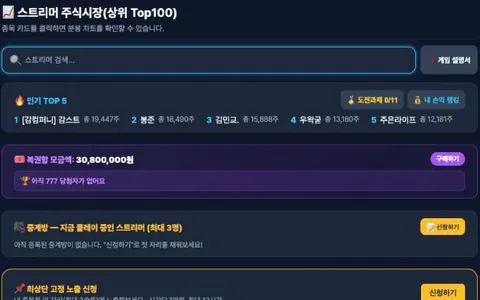 스트리머 주식시장(상위 Top100)
종목 카드를 클릭하면 분봉 차트를 확인할 수 있습니다.
스트리머 검색...
게임 설명서
인기 TOP 5
도전과제 0/11
내 손익 랭킹
1 [감컴퍼니] 감스트 총 19,447주 2 봉준 총 18,490주 3 김민교. 총 15,888주 4 우왁굳 총 13,180주 5 주은라이프 총 12,181주
복권함 모금액: 30,800,000원
구매하기
아직 777 당첨자가 없어요
중계방 — 지금 플레이 중인 스트리머 (최대 3명)
신청하기
아직 등록된 중계방이 없습니다. "신청하기"로 첫 자리를 채워보세요!
최상단 고정 노출 신청
신청하기